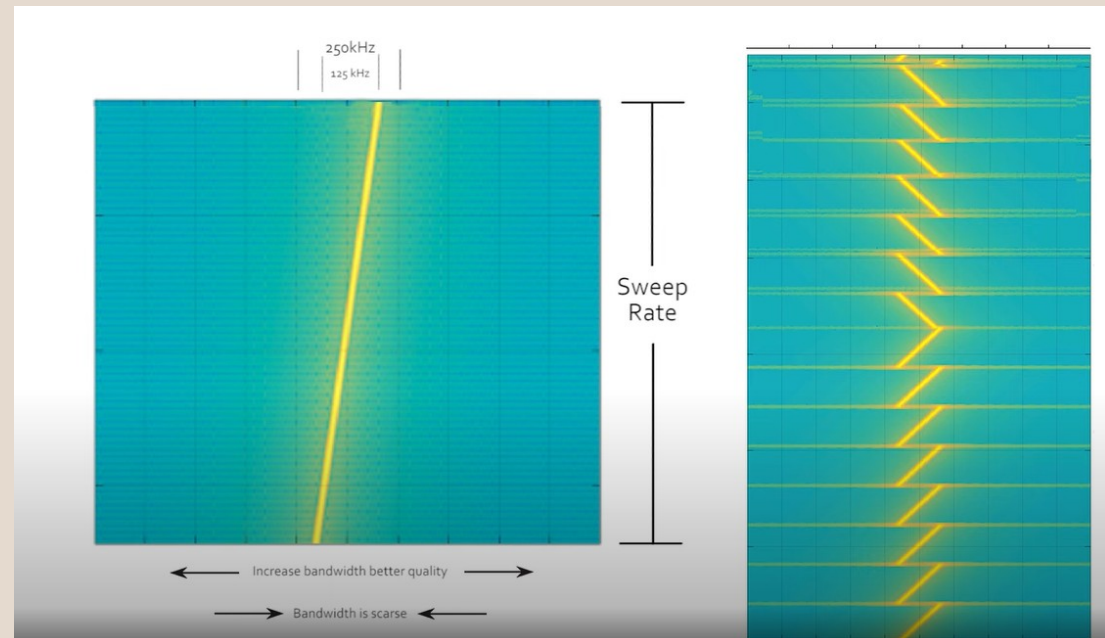 250kHz
125 kHz
Sweep
Rate
Increase bandwidth better quality
Bandwidth is scarse